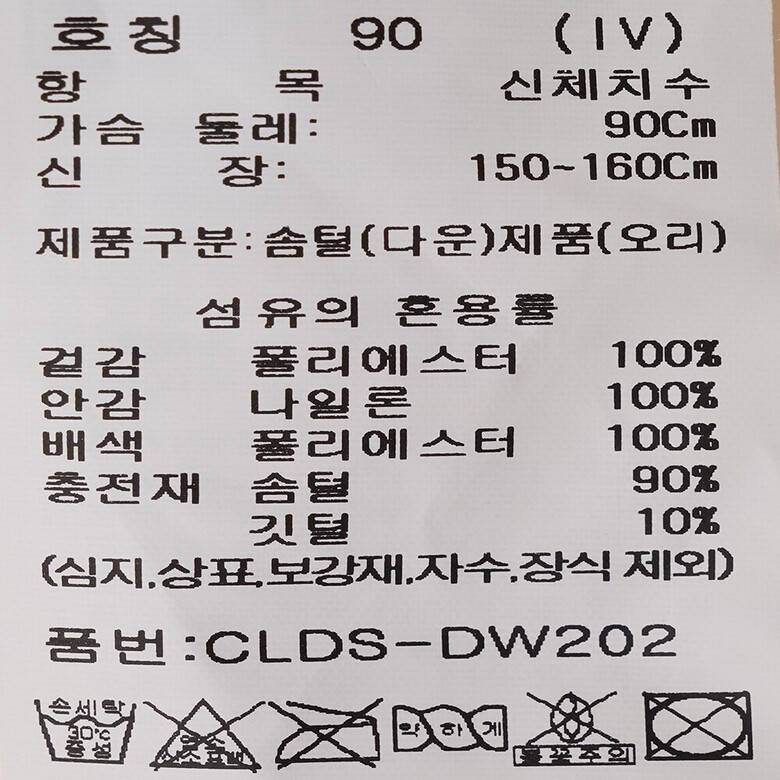 호칭 90 (IV)
항 목 신체치수
가슴 둘레: 90Cm
신 장: 150~160Cm
제품구분:솜털(다운)제품(오리)
섬유의 혼용률
겉감 폴리에스터 100%
안감 나일론 100%
배색 폴리에스터 100%
충전재 솜털 90%
깃털 10%
(심지,상표,보강재,자수,장식 제외)
품번:CLDS-DW202
손세탁
30°c
중성
약하게
불꽃주의